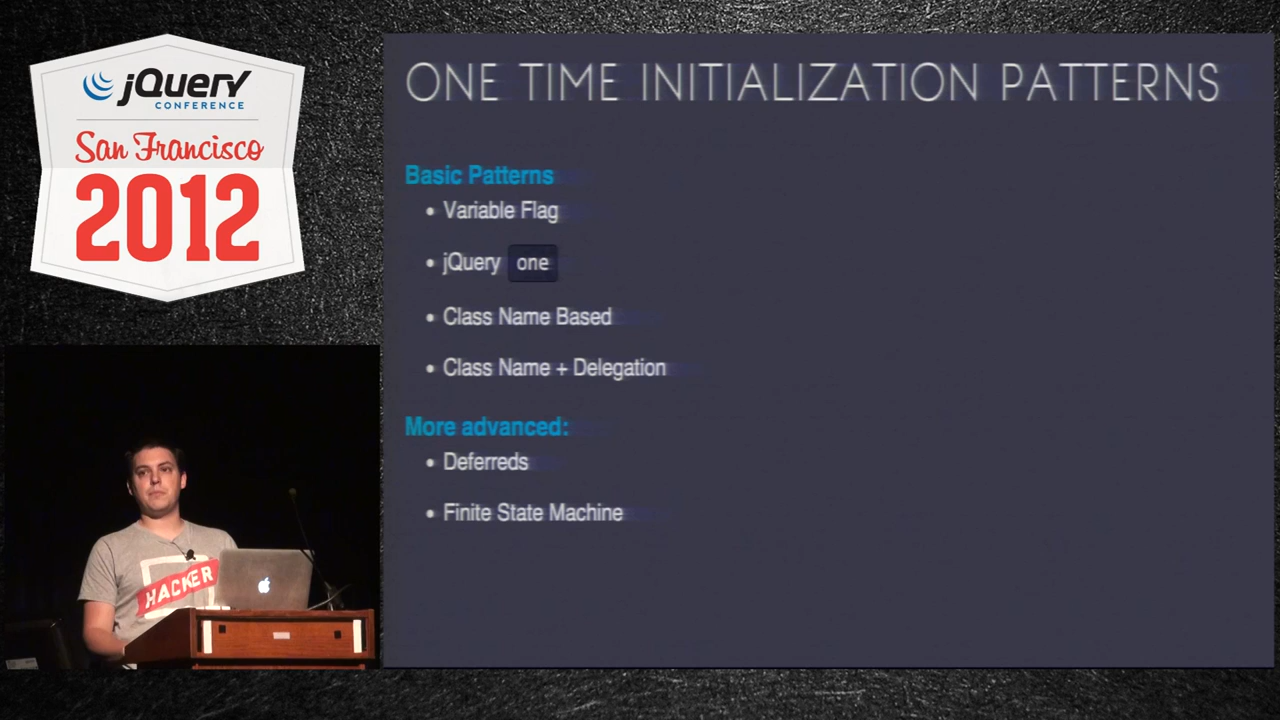 jQuery
CONFERENCE
San Francisco
2012
ONE TIME INITIALIZATION PATTERNS
Basic Patterns
• Variable Flag
• jQuery one
• Class Name Based
• Class Name + Delegation
More advanced:
• Deferreds
• Finite State Machine
HACKER